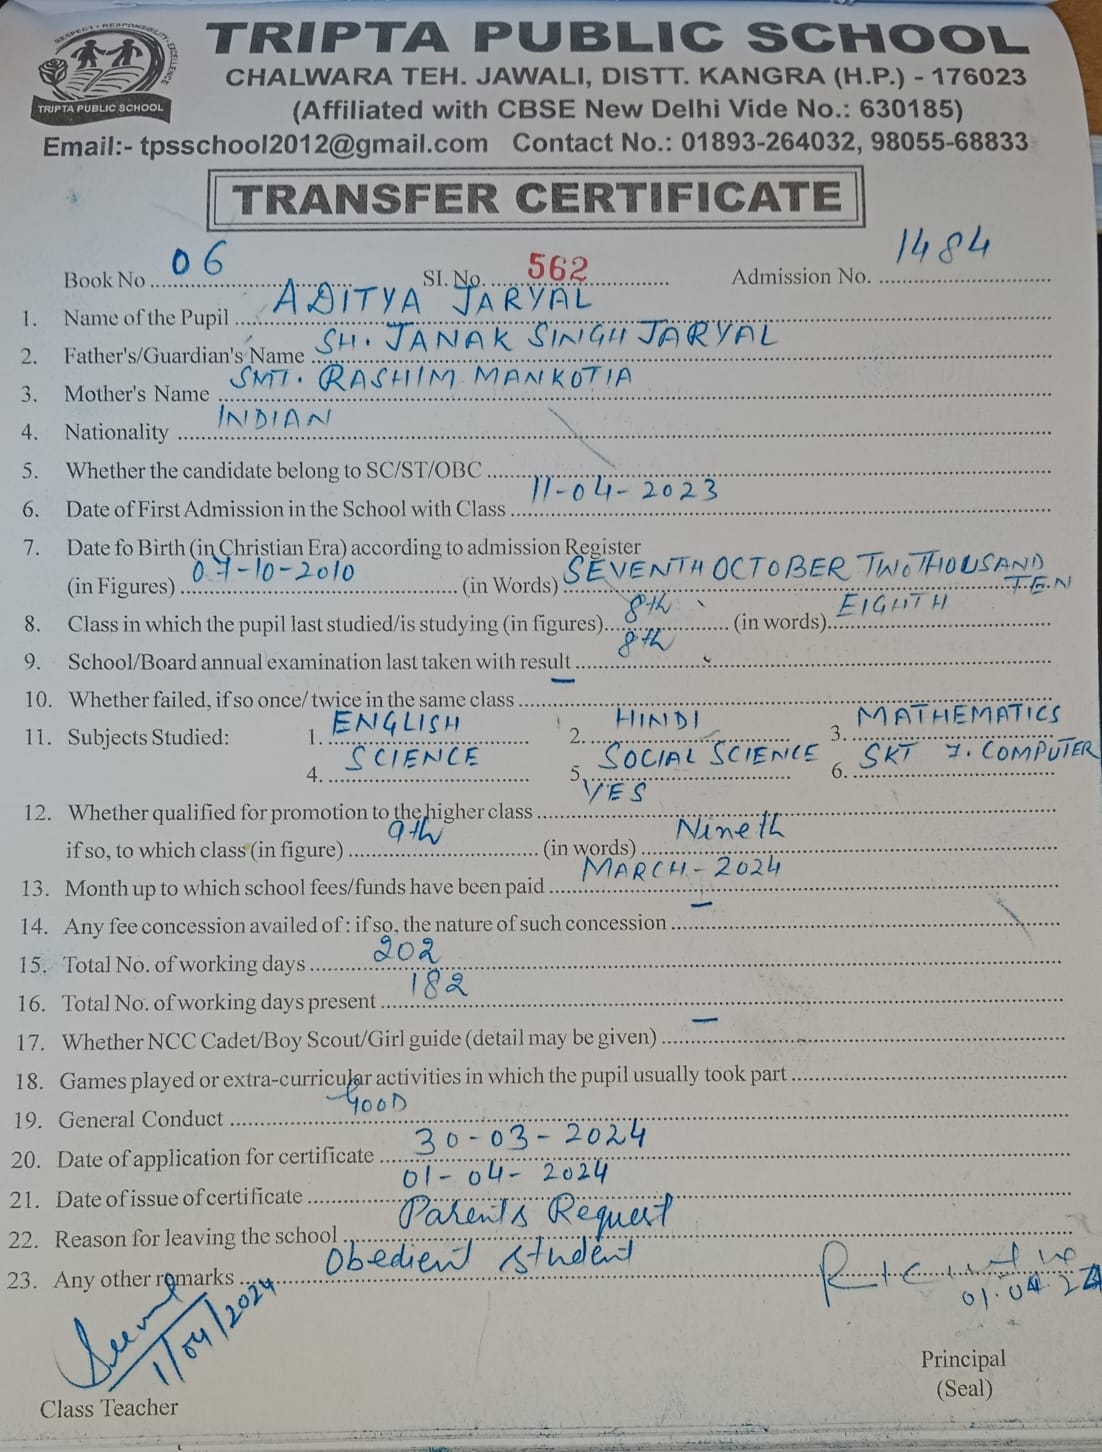 RESPECT • RESPONSIBILITY • EXCELLENCE
TRIPTA PUBLIC SCHOOL
TRIPTA PUBLIC SCHOOL
CHALWARA TEH. JAWALI, DISTT. KANGRA (H.P.) - 176023
(Affiliated with CBSE New Delhi Vide No.: 630185)
Email:- tpsschool2012@gmail.com Contact No.: 01893-264032, 98055-68833
TRANSFER CERTIFICATE
Book No 06 SI. No. 562 Admission No. 1484
1. Name of the Pupil ADITYA JARYAL
2. Father's/Guardian's Name SH. JANAK SINGH JARYAL
3. Mother's Name SMT. RASHIM MANKOTIA
4. Nationality INDIAN
5. Whether the candidate belong to SC/ST/OBC
6. Date of First Admission in the School with Class 11-04-2023
7. Date fo Birth (in Christian Era) according to admission Register
(in Figures) 07-10-2010 (in Words) SEVENTH OCTOBER TWO THOUSAND TEN
8. Class in which the pupil last studied/is studying (in figures) 8th (in words) EIGHTH
9. School/Board annual examination last taken with result 8th
10. Whether failed, if so once/ twice in the same class –
11. Subjects Studied: 1. ENGLISH 2. HINDI 3. MATHEMATICS
4. SCIENCE 5. SOCIAL SCIENCE 6. SKT 7. COMPUTER
12. Whether qualified for promotion to the higher class YES
if so, to which class (in figure) 9th (in words) Nineth
13. Month up to which school fees/funds have been paid MARCH - 2024
14. Any fee concession availed of : if so, the nature of such concession –
15. Total No. of working days 202
16. Total No. of working days present 182
17. Whether NCC Cadet/Boy Scout/Girl guide (detail may be given) –
18. Games played or extra-curricular activities in which the pupil usually took part
19. General Conduct GOOD
20. Date of application for certificate 30-03-2024
21. Date of issue of certificate 01-04-2024
22. Reason for leaving the school Parents Request
23. Any other remarks Obedient student
1/04/2024
01.04.24
Principal
(Seal)
Class Teacher